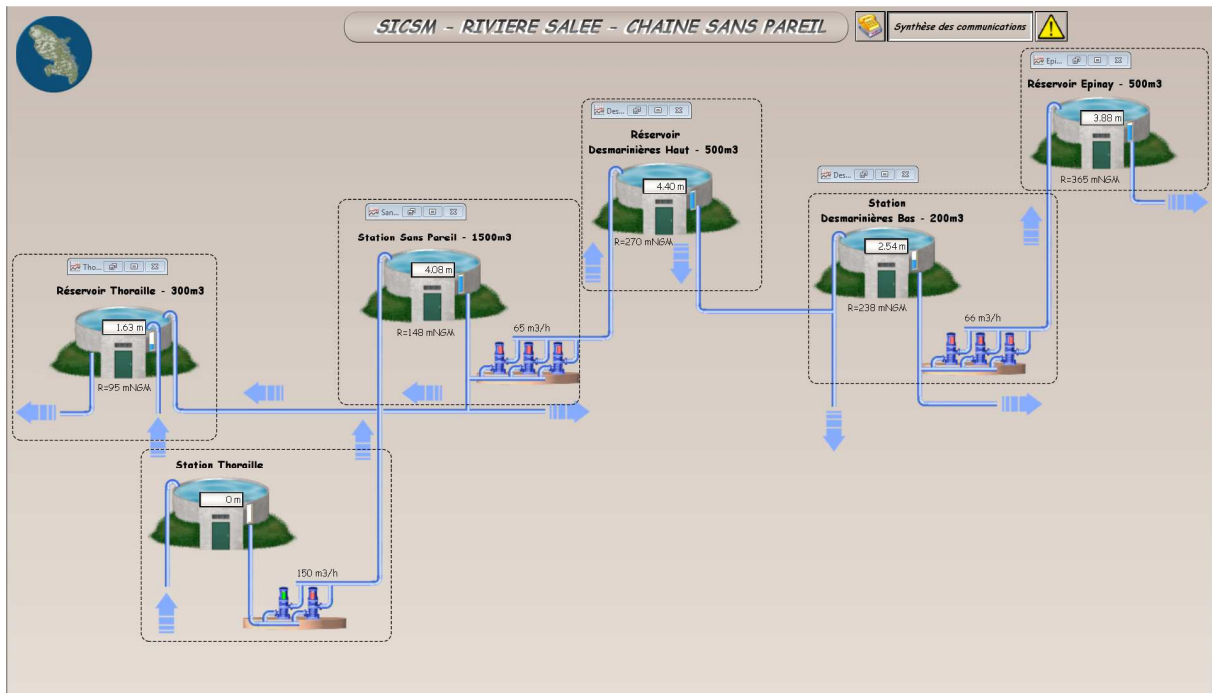 SICSM - RIVIERE SALEE - CHAINE SANS PAREIL
Synthèse des communications
Epi...
Réservoir Epinay - 500m3
3.88 m
R=365 mNGM
Des...
Réservoir
Desmarinières Haut - 500m3
4.40 m
R=270 mNGM
Des...
Station
Desmarinières Bas - 200m3
2.54 m
R=238 mNGM
66 m3/h
San...
Station Sans Pareil - 1500m3
4.08 m
R=148 mNGM
65 m3/h
Tho...
Réservoir Thoraille - 300m3
1.63 m
R=95 mNGM
Station Thoraille
0 m
150 m3/h